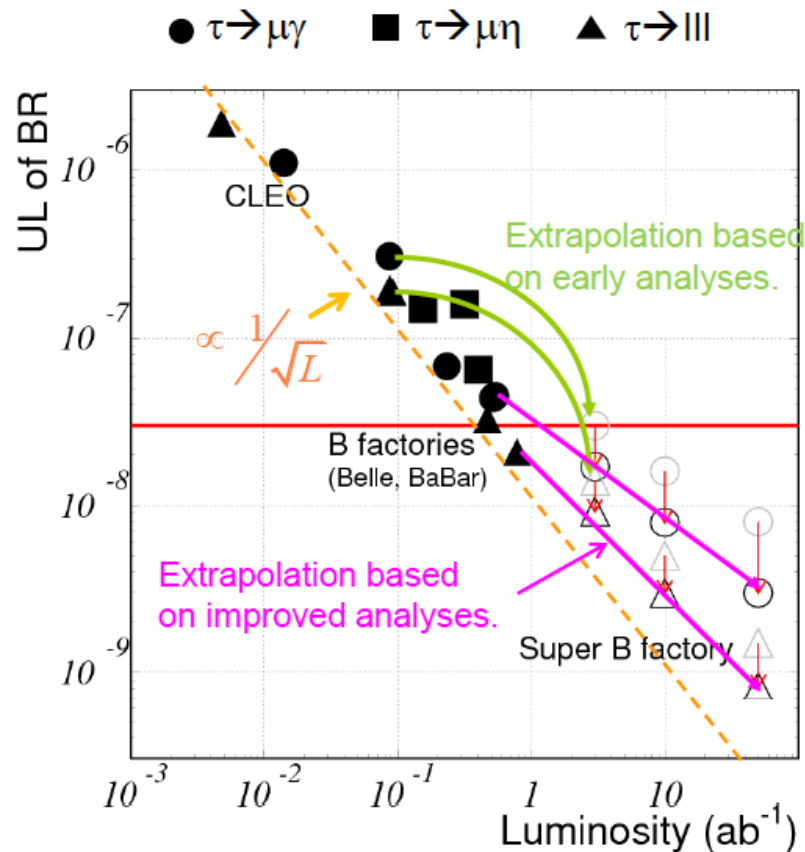 ● τ→μγ ■ τ→μη ▲ τ→lll
UL of BR
10 -6
10 -7
10 -8
10 -9
CLEO
Extrapolation based
on early analyses.
∝ 1/√L
B factories
(Belle, BaBar)
Extrapolation based
on improved analyses.
Super B factory
10 -3
10 -2
10 -1
1
10
Luminosity (ab⁻¹)